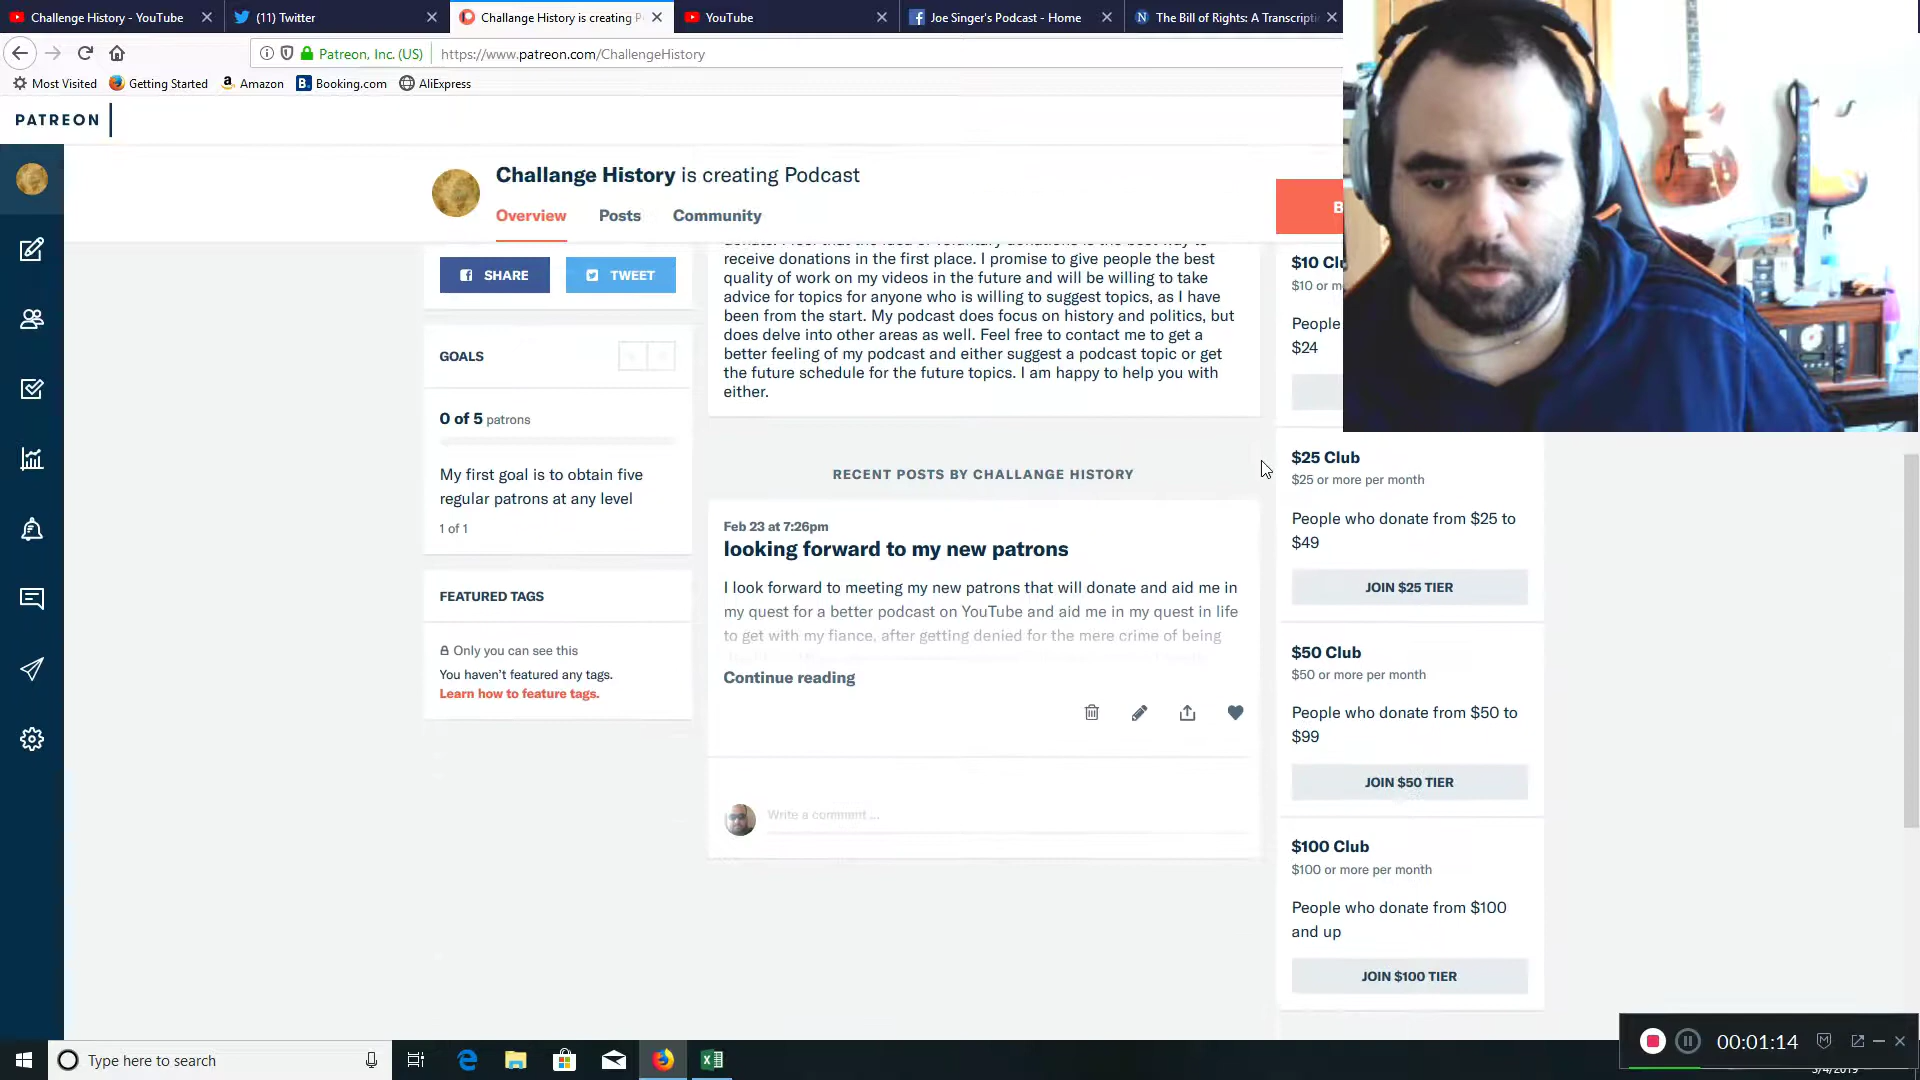 Challenge History - YouTube
(11) Twitter
Challange History is creating P
YouTube
Joe Singer's Podcast - Home
The Bill of Rights: A Transcripti
Patreon, Inc. (US)
https://www.patreon.com/ChallengeHistory
Most Visited
Getting Started
Amazon
Booking.com
AliExpress
PATREON
Challange History is creating Podcast
Overview
Posts
Community
B
SHARE
TWEET
GOALS
0 of 5 patrons
My first goal is to obtain five
regular patrons at any level
1 of 1
FEATURED TAGS
Only you can see this
You haven't featured any tags.
Learn how to feature tags.
receive donations in the first place. I promise to give people the best
quality of work on my videos in the future and will be willing to take
advice for topics for anyone who is willing to suggest topics, as I have
been from the start. My podcast does focus on history and politics, but
does delve into other areas as well. Feel free to contact me to get a
better feeling of my podcast and either suggest a podcast topic or get
the future schedule for the future topics. I am happy to help you with
either.
RECENT POSTS BY CHALLANGE HISTORY
Feb 23 at 7:26pm
looking forward to my new patrons
I look forward to meeting my new patrons that will donate and aid me in
my quest for a better podcast on YouTube and aid me in my quest in life
to get with my fiance, after getting denied for the mere crime of being
Continue reading
Write a comment ...
$10 Clu
$10 or m
People
$24
$25 Club
$25 or more per month
People who donate from $25 to
$49
JOIN $25 TIER
$50 Club
$50 or more per month
People who donate from $50 to
$99
JOIN $50 TIER
$100 Club
$100 or more per month
People who donate from $100
and up
JOIN $100 TIER
Type here to search
00:01:14